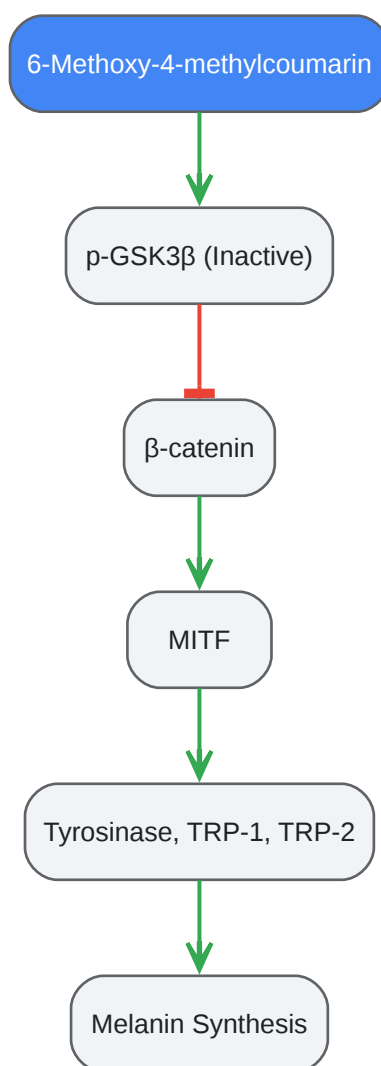 6-Methoxy-4-methylcoumarin
p-GSK3β (Inactive)
β-catenin
MITF
Tyrosinase, TRP-1, TRP-2
Melanin Synthesis